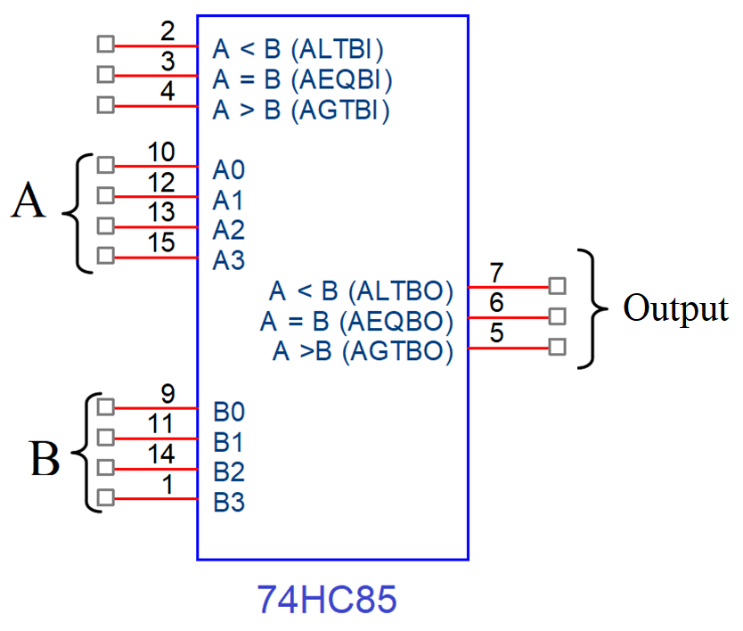 2 A < B (ALTBI)
3 A = B (AEQBI)
4 A > B (AGTBI)
A
10 A0
12 A1
13 A2
15 A3
A < B (ALTBO) 7
A = B (AEQBO) 6
A >B (AGTBO) 5
Output
B
9 B0
11 B1
14 B2
1 B3
74HC85